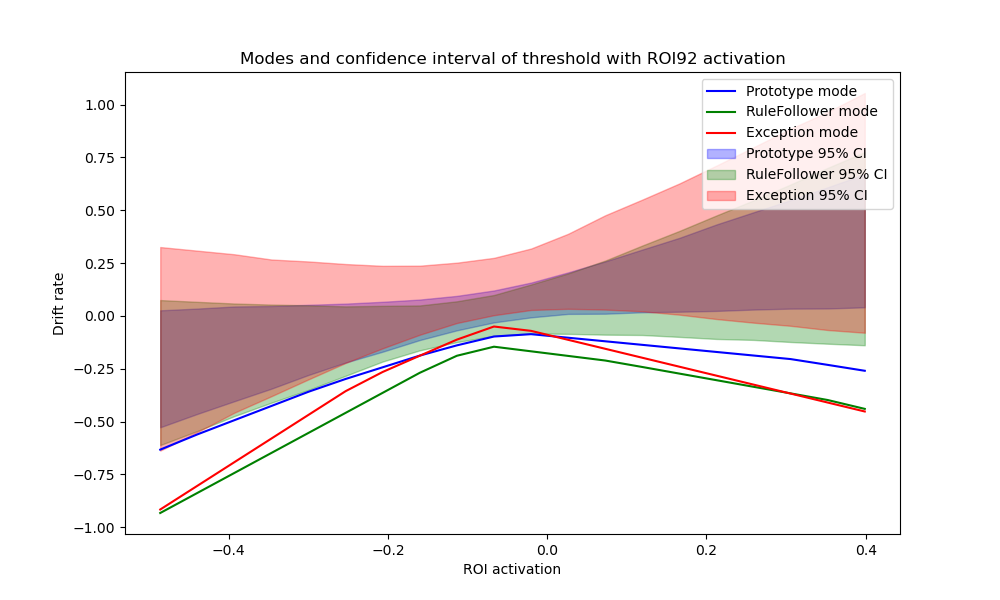 Modes and confidence interval of threshold with ROI92 activation
Prototype mode
RuleFollower mode
Exception mode
Prototype 95% CI
RuleFollower 95% CI
Exception 95% CI
1.00
0.75
0.50
0.25
0.00
−0.25
−0.50
−0.75
−1.00
Drift rate
−0.4
−0.2
0.0
0.2
0.4
ROI activation